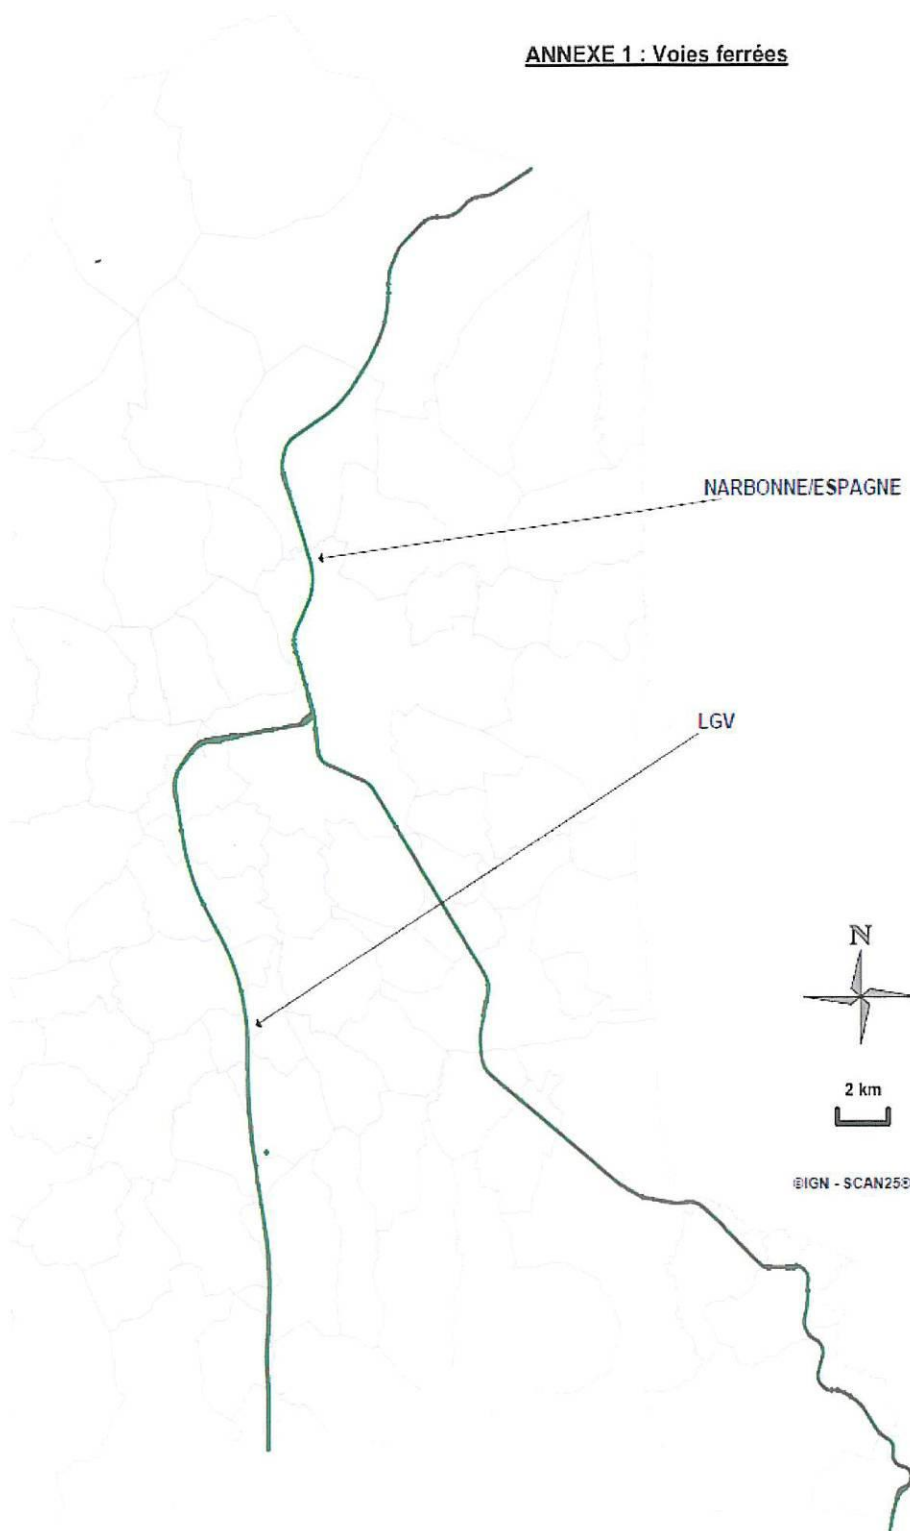 ANNEXE 1 : Voies ferrées
NARBONNE/ESPAGNE
LGV
N
2 km
©IGN - SCAN25®